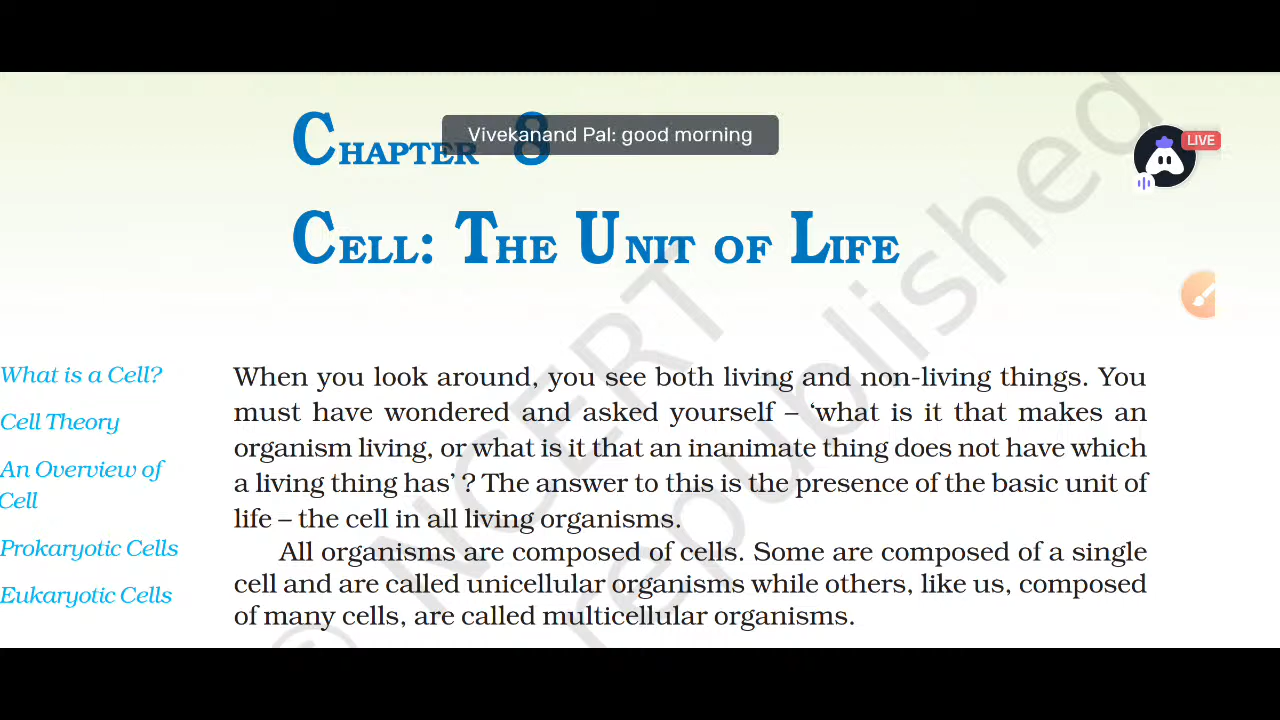 CHAPTER 8
Vivekanand Pal: good morning
LIVE
CELL: THE UNIT OF LIFE
What is a Cell?
Cell Theory
An Overview of
Cell
Prokaryotic Cells
Eukaryotic Cells
When you look around, you see both living and non-living things. You
must have wondered and asked yourself – ‘what is it that makes an
organism living, or what is it that an inanimate thing does not have which
a living thing has’ ? The answer to this is the presence of the basic unit of
life – the cell in all living organisms.
All organisms are composed of cells. Some are composed of a single
cell and are called unicellular organisms while others, like us, composed
of many cells, are called multicellular organisms.
© NCERT
republished